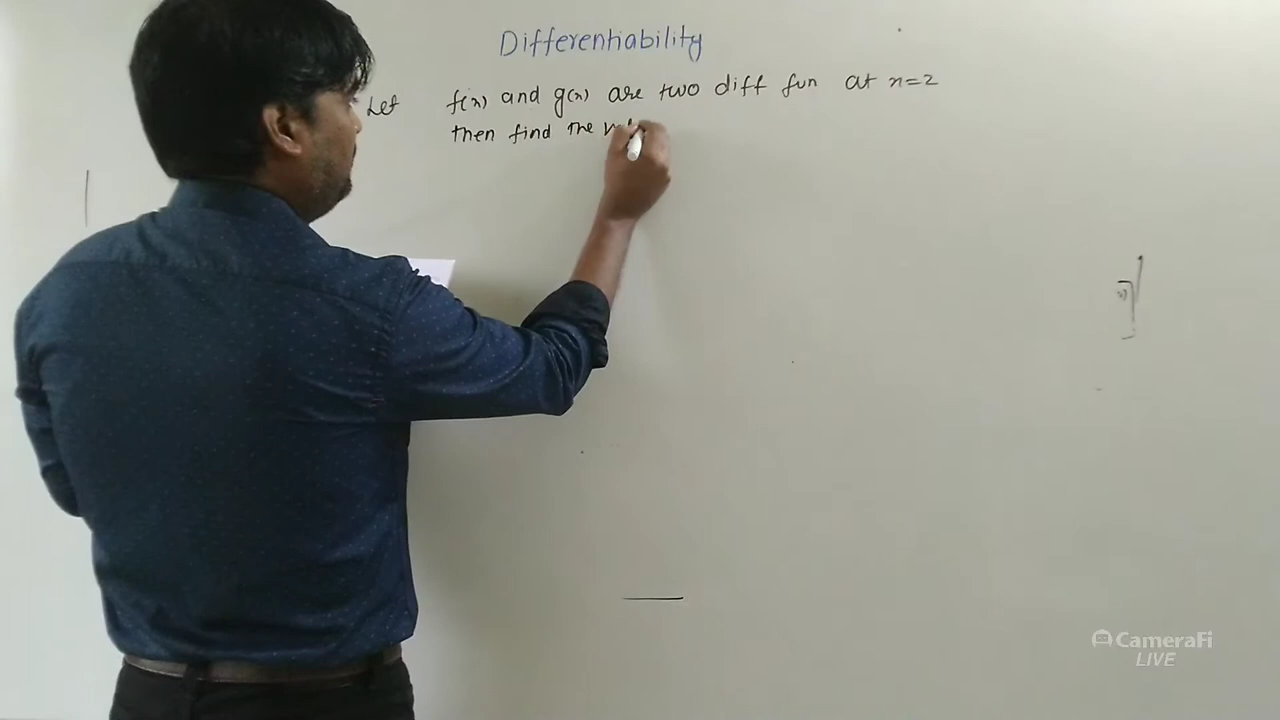 Differentiability
Let f(x) and g(x) are two diff fun at x=2
then find the
CameraFi
LIVE